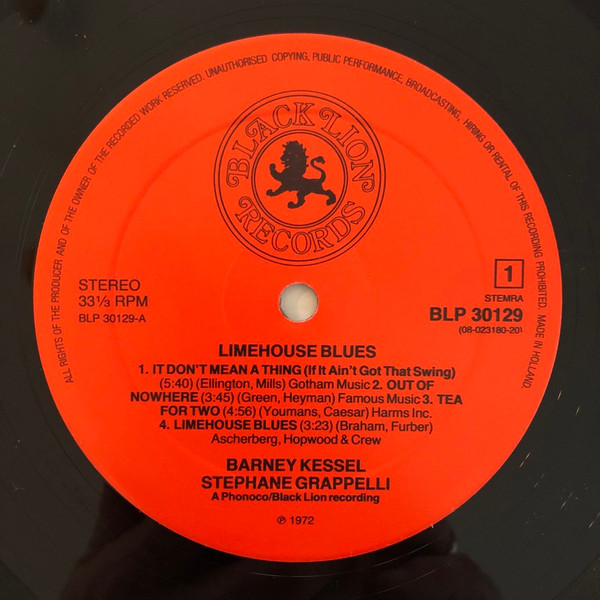 ALL RIGHTS OF THE PRODUCER AND OF THE OWNER OF THE RECORDED WORK RESERVED. UNAUTHORISED COPYING, PUBLIC PERFORMANCE, BROADCASTING, HIRING OR RENTAL OF THIS RECORDING PROHIBITED. MADE IN HOLLAND.
BLACK LION
RECORDS
STEREO
33⅓ RPM
BLP 30129-A
1
STEMRA
BLP 30129
(08-023180-20)
LIMEHOUSE BLUES
1. IT DON'T MEAN A THING (If It Ain't Got That Swing)
(5:40) (Ellington, Mills) Gotham Music 2. OUT OF
NOWHERE (3:45) (Green, Heyman) Famous Music 3. TEA
FOR TWO (4:56) (Youmans, Caesar) Harms Inc.
4. LIMEHOUSE BLUES (3:23) (Braham, Furber)
Ascherberg, Hopwood & Crew
BARNEY KESSEL
STEPHANE GRAPPELLI
A Phonoco/Black Lion recording
℗ 1972